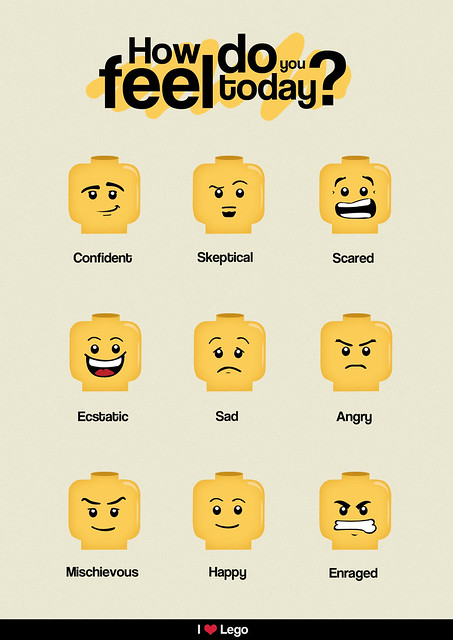 How do you
feel today?
Confident
Skeptical
Scared
Ecstatic
Sad
Angry
Mischievous
Happy
Enraged
I ❤ Lego